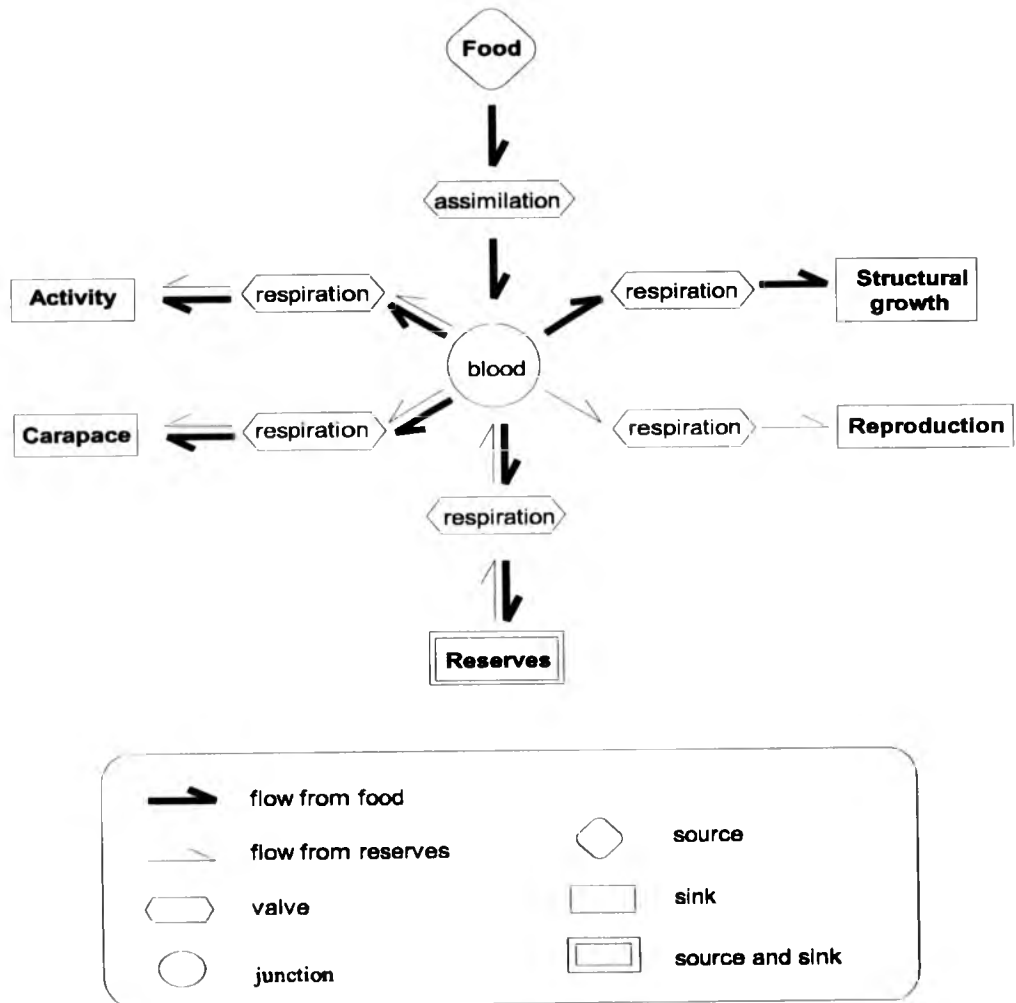 Food
assimilation
Activity
respiration
respiration
Structural
growth
blood
Carapace
respiration
respiration
Reproduction
respiration
Reserves
flow from food
flow from reserves
valve
junction
source
sink
source and sink